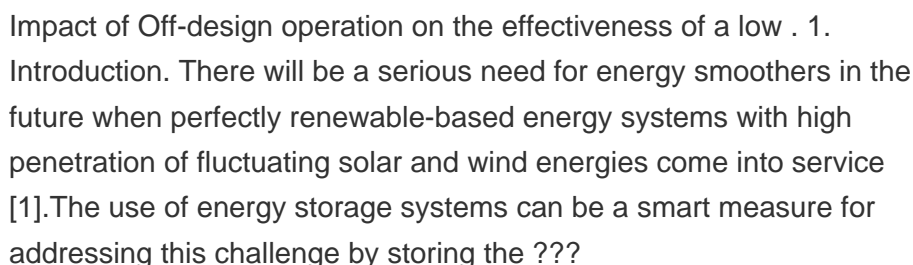 Impact of Off-design operation on the effectiveness of a low . 1.
Introduction. There will be a serious need for energy smoothers in the
future when perfectly renewable-based energy systems with high
penetration of fluctuating solar and wind energies come into service
[1].The use of energy storage systems can be a smart measure for
addressing this challenge by storing the ???